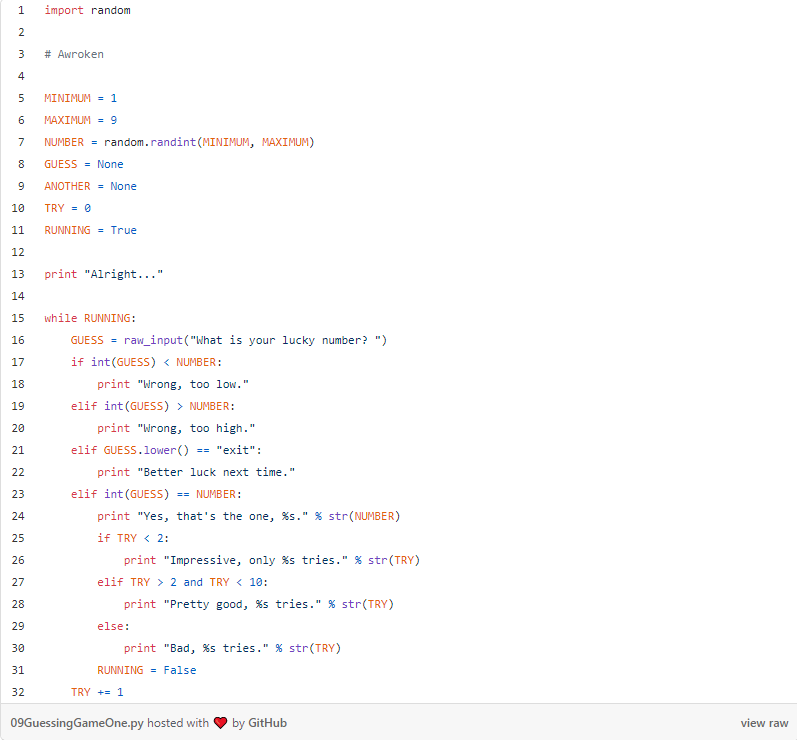 1 import random
2
3 # Awroken
4
5 MINIMUM = 1
6 MAXIMUM = 9
7 NUMBER = random.randint(MINIMUM, MAXIMUM)
8 GUESS = None
9 ANOTHER = None
10 TRY = 0
11 RUNNING = True
12
13 print "Alright..."
14
15 while RUNNING:
16     GUESS = raw_input("What is your lucky number? ")
17     if int(GUESS) < NUMBER:
18         print "Wrong, too low."
19     elif int(GUESS) > NUMBER:
20         print "Wrong, too high."
21     elif GUESS.lower() == "exit":
22         print "Better luck next time."
23     elif int(GUESS) == NUMBER:
24         print "Yes, that's the one, %s." % str(NUMBER)
25         if TRY < 2:
26             print "Impressive, only %s tries." % str(TRY)
27         elif TRY > 2 and TRY < 10:
28             print "Pretty good, %s tries." % str(TRY)
29         else:
30             print "Bad, %s tries." % str(TRY)
31         RUNNING = False
32     TRY += 1
09GuessingGameOne.py hosted with ❤ by GitHub view raw